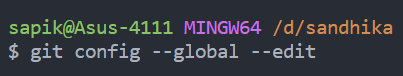 sapik@Asus-4111 MINGW64 /d/sandhika
$ git config --global --edit